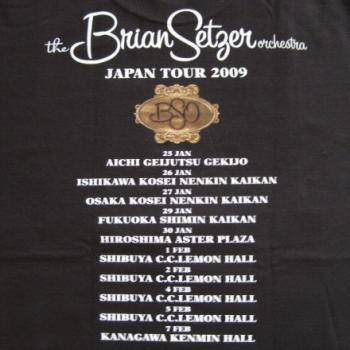 the Brian Setzer orchestra
JAPAN TOUR 2009
BSO
25 JAN
AICHI GEIJUTSU GEKIJO
26 JAN
ISHIKAWA KOSEI NENKIN KAIKAN
27 JAN
OSAKA KOSEI NENKIN KAIKAN
29 JAN
FUKUOKA SHIMIN KAIKAN
30 JAN
HIROSHIMA ASTER PLAZA
1 FEB
SHIBUYA C.C.LEMON HALL
2 FEB
SHIBUYA C.C.LEMON HALL
4 FEB
SHIBUYA C.C.LEMON HALL
5 FEB
SHIBUYA C.C.LEMON HALL
7 FEB
KANAGAWA KENMIN HALL